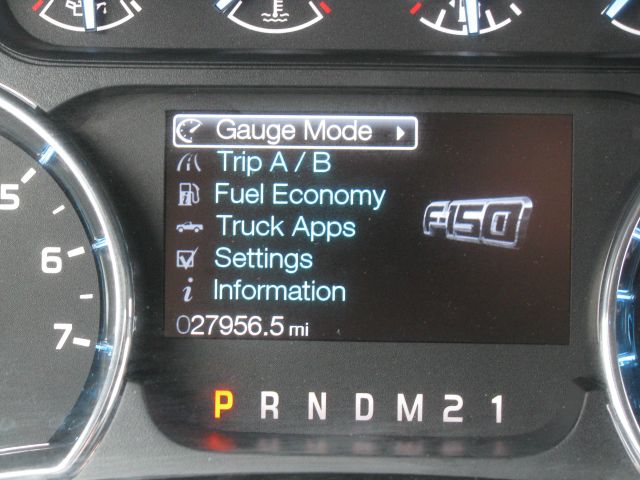 Gauge Mode
Trip A / B
Fuel Economy
Truck Apps
F-150
Settings
Information
027956.5 mi
5
6
7
P R N D M 2 1